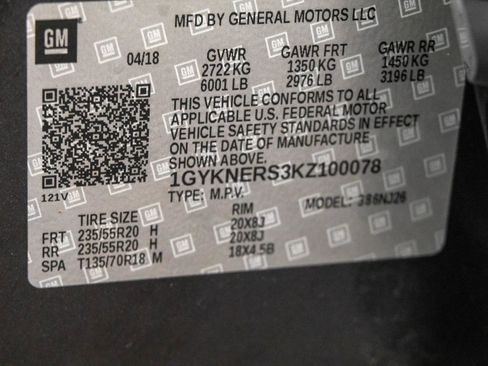 GM
MFD BY GENERAL MOTORS LLC
04/18 GVWR GAWR FRT GAWR RR
2722 KG 1350 KG 1450 KG
6001 LB 2976 LB 3196 LB
THIS VEHICLE CONFORMS TO ALL
APPLICABLE U.S. FEDERAL MOTOR
VEHICLE SAFETY STANDARDS IN EFFECT
ON THE DATE OF MANUFACTURE
SHOWN ABOVE.
1GYKNERS3KZ100078
121V
TYPE: M.P.V. MODEL: 386NJ26
TIRE SIZE RIM
FRT 235/55R20 H 20X8J
RR 235/55R20 H 20X8J
SPA T135/70R18 M 18X4.5B